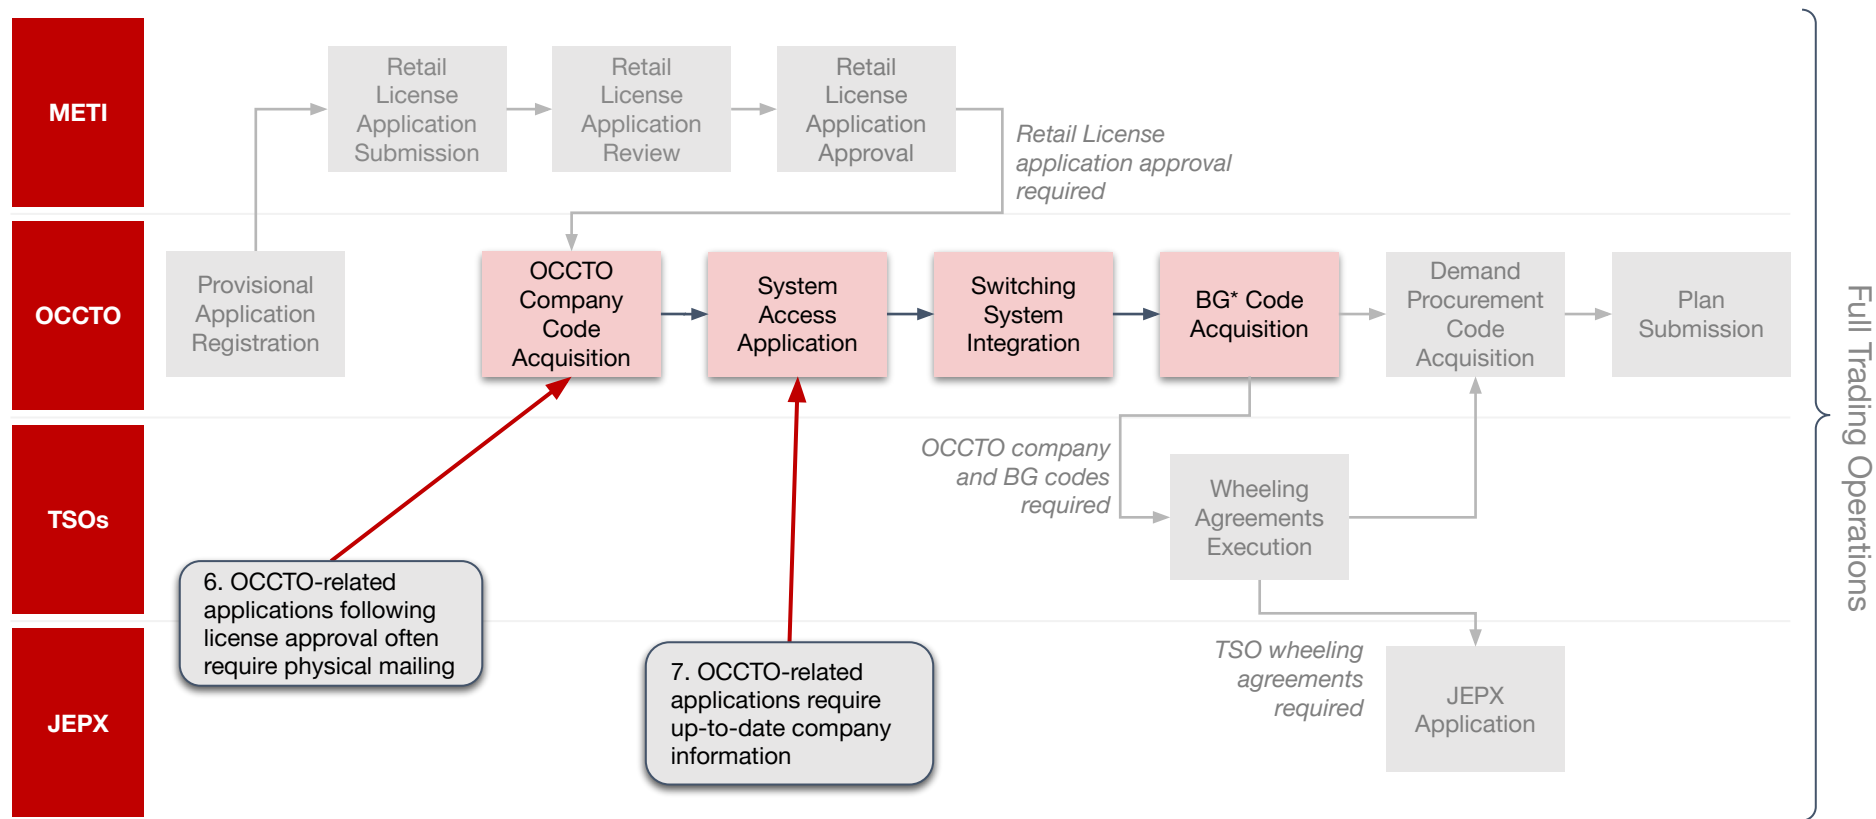 METI
Retail
License
Application
Submission
Retail
License
Application
Review
Retail
License
Application
Approval
Retail License
application approval
required
OCCTO
Provisional
Application
Registration
OCCTO
Company
Code
Acquisition
System
Access
Application
Switching
System
Integration
BG* Code
Acquisition
Demand
Procurement
Code
Acquisition
Plan
Submission
TSOs
OCCTO company
and BG codes
required
Wheeling
Agreements
Execution
6. OCCTO-related
applications following
license approval often
require physical mailing
JEPX
7. OCCTO-related
applications require
up-to-date company
information
TSO wheeling
agreements
required
JEPX
Application
Full Trading Operations